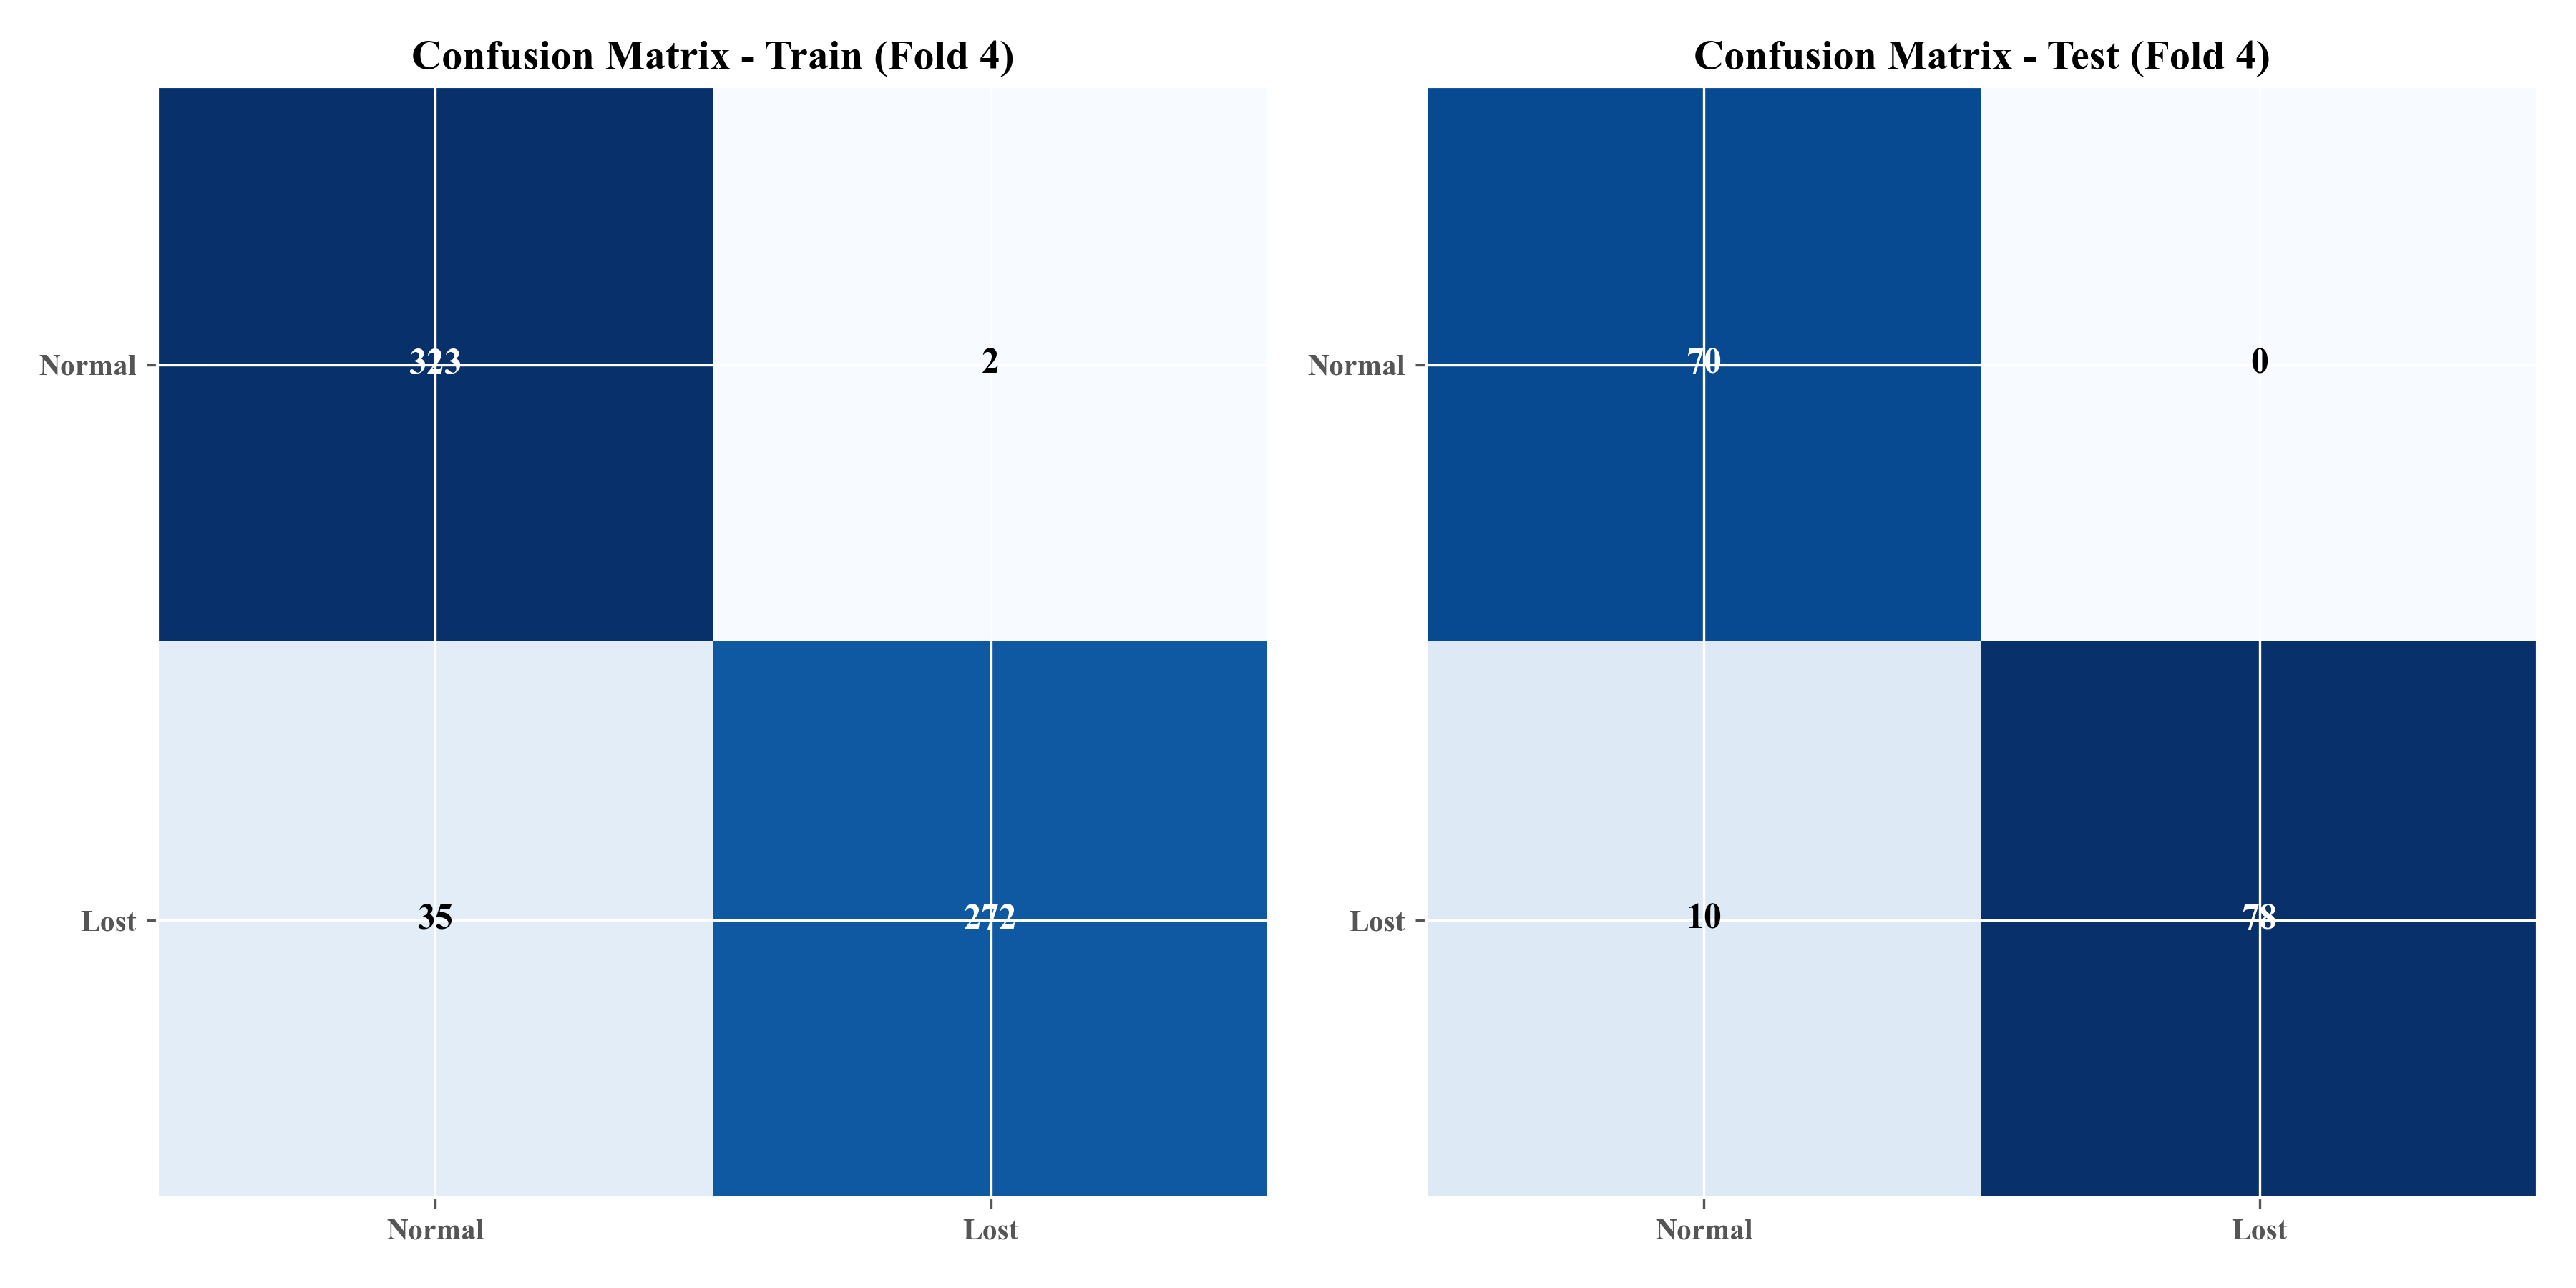 Confusion Matrix - Train (Fold 4)
Normal
323
2
Lost
35
272
Normal
Lost
Confusion Matrix - Test (Fold 4)
Normal
70
0
Lost
10
78
Normal
Lost